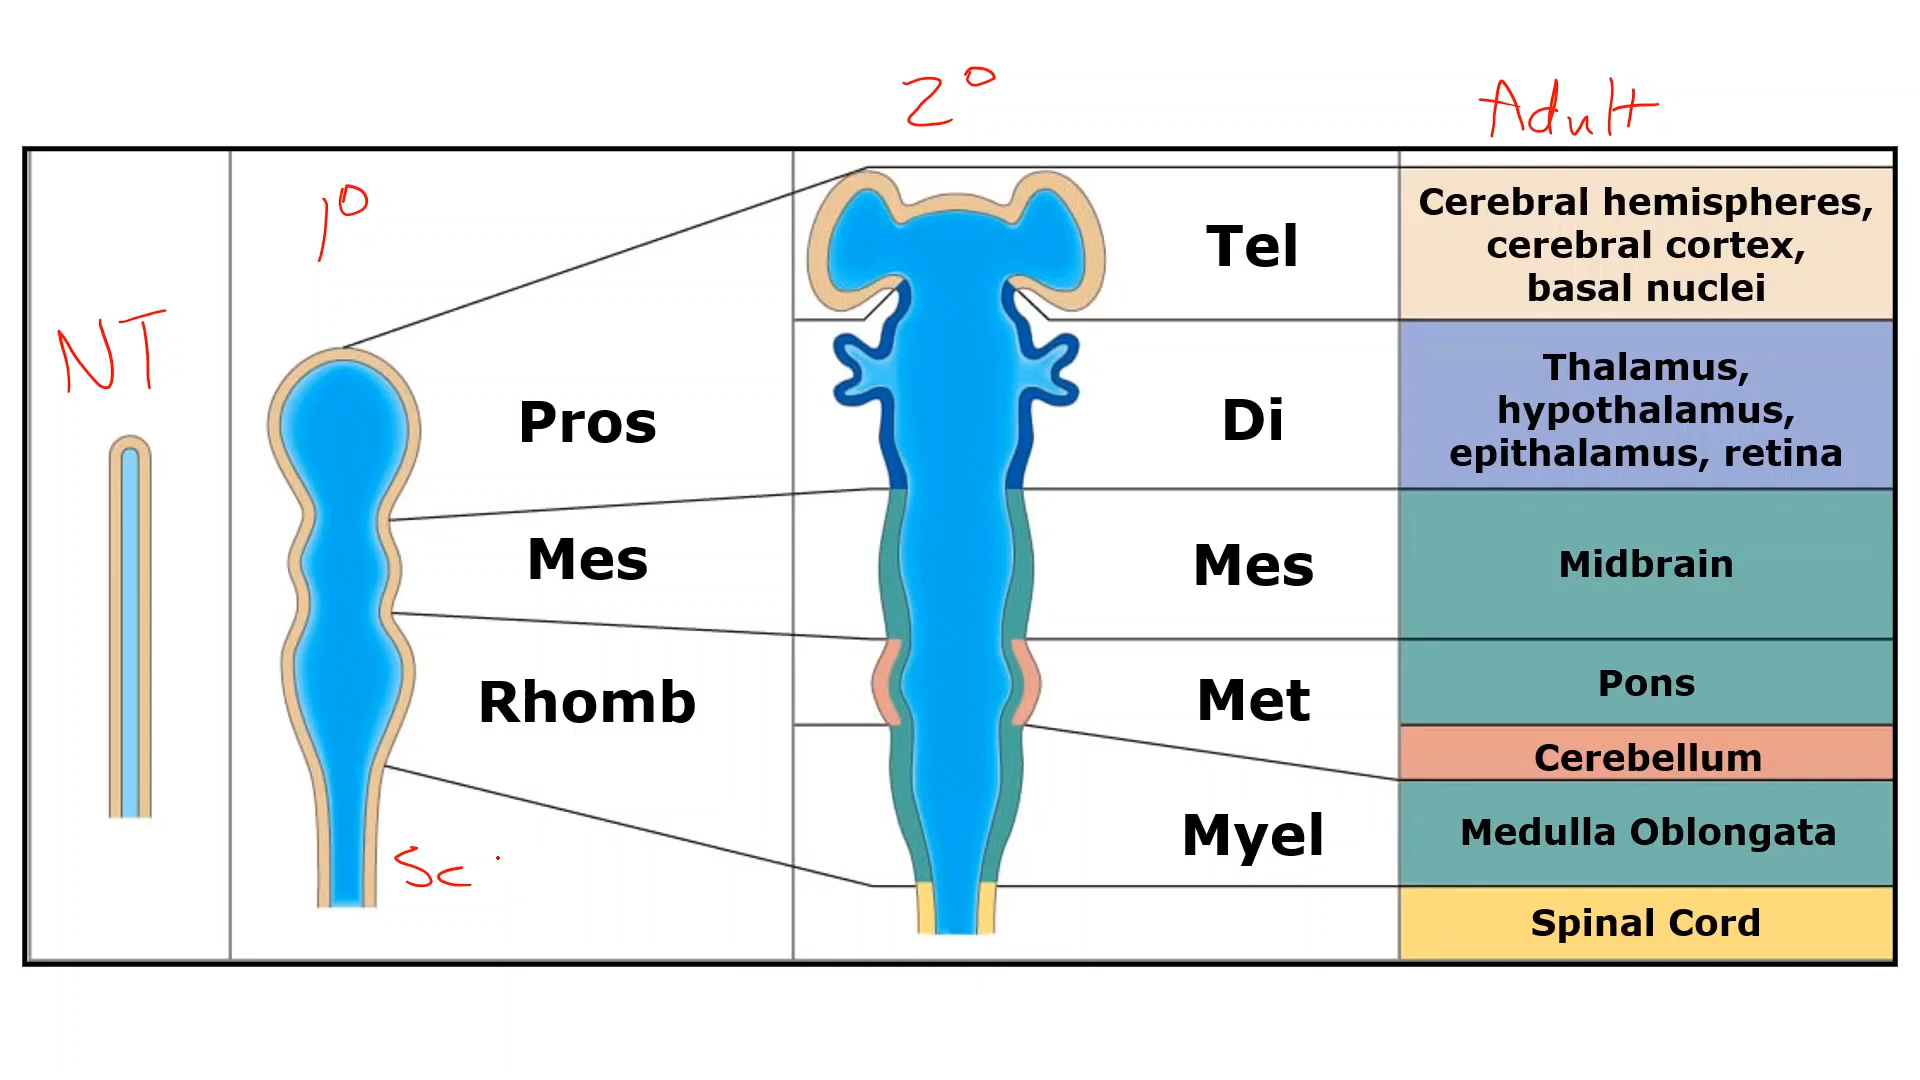 2°
Adult
1°
NT
Pros
Mes
Rhomb
Sc
Tel
Di
Mes
Met
Myel
Cerebral hemispheres,
cerebral cortex,
basal nuclei
Thalamus,
hypothalamus,
epithalamus, retina
Midbrain
Pons
Cerebellum
Medulla Oblongata
Spinal Cord